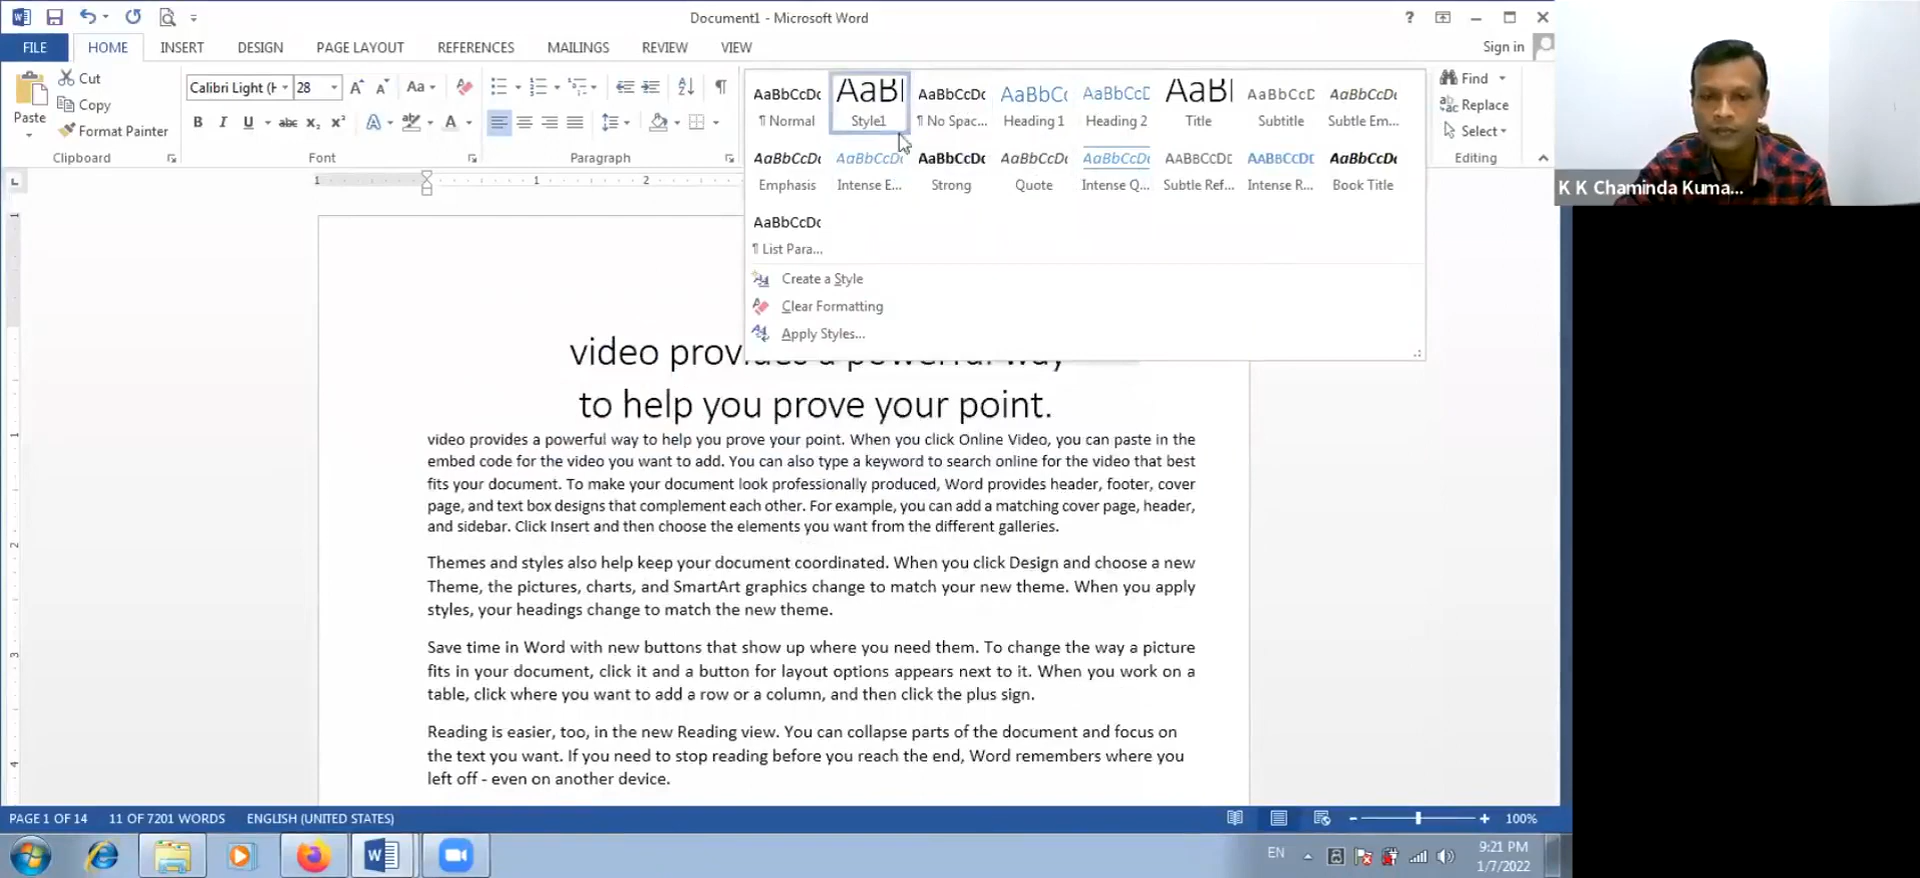 Document1 - Microsoft Word
FILE HOME INSERT DESIGN PAGE LAYOUT REFERENCES MAILINGS REVIEW VIEW Sign in
Paste
Cut
Copy
Format Painter
Clipboard
Calibri Light (H 28
Font
Paragraph
AaBbCcDc AaBl AaBbCcDc AaBbCc AaBbCcD AaBl AaBbCcD AaBbCcDc
¶ Normal Style1 ¶ No Spac... Heading 1 Heading 2 Title Subtitle Subtle Em...
AaBbCcDc AaBbCcDc AaBbCcDc AaBbCcDc AaBbCcDc AABBCCDD AABBCCDD AaBbCcDc
Emphasis Intense E... Strong Quote Intense Q... Subtle Ref... Intense R... Book Title
AaBbCcDc
¶ List Para...
Create a Style
Clear Formatting
Apply Styles...
Find
Replace
Select
Editing
K K Chaminda Kuma...
1 1 2
video provides a powerful way
to help you prove your point.
video provides a powerful way to help you prove your point. When you click Online Video, you can paste in the
embed code for the video you want to add. You can also type a keyword to search online for the video that best
fits your document. To make your document look professionally produced, Word provides header, footer, cover
page, and text box designs that complement each other. For example, you can add a matching cover page, header,
and sidebar. Click Insert and then choose the elements you want from the different galleries.
Themes and styles also help keep your document coordinated. When you click Design and choose a new
Theme, the pictures, charts, and SmartArt graphics change to match your new theme. When you apply
styles, your headings change to match the new theme.
Save time in Word with new buttons that show up where you need them. To change the way a picture
fits in your document, click it and a button for layout options appears next to it. When you work on a
table, click where you want to add a row or a column, and then click the plus sign.
Reading is easier, too, in the new Reading view. You can collapse parts of the document and focus on
the text you want. If you need to stop reading before you reach the end, Word remembers where you
left off - even on another device.
PAGE 1 OF 14 11 OF 7201 WORDS ENGLISH (UNITED STATES) 100%
EN
9:21 PM
1/7/2022